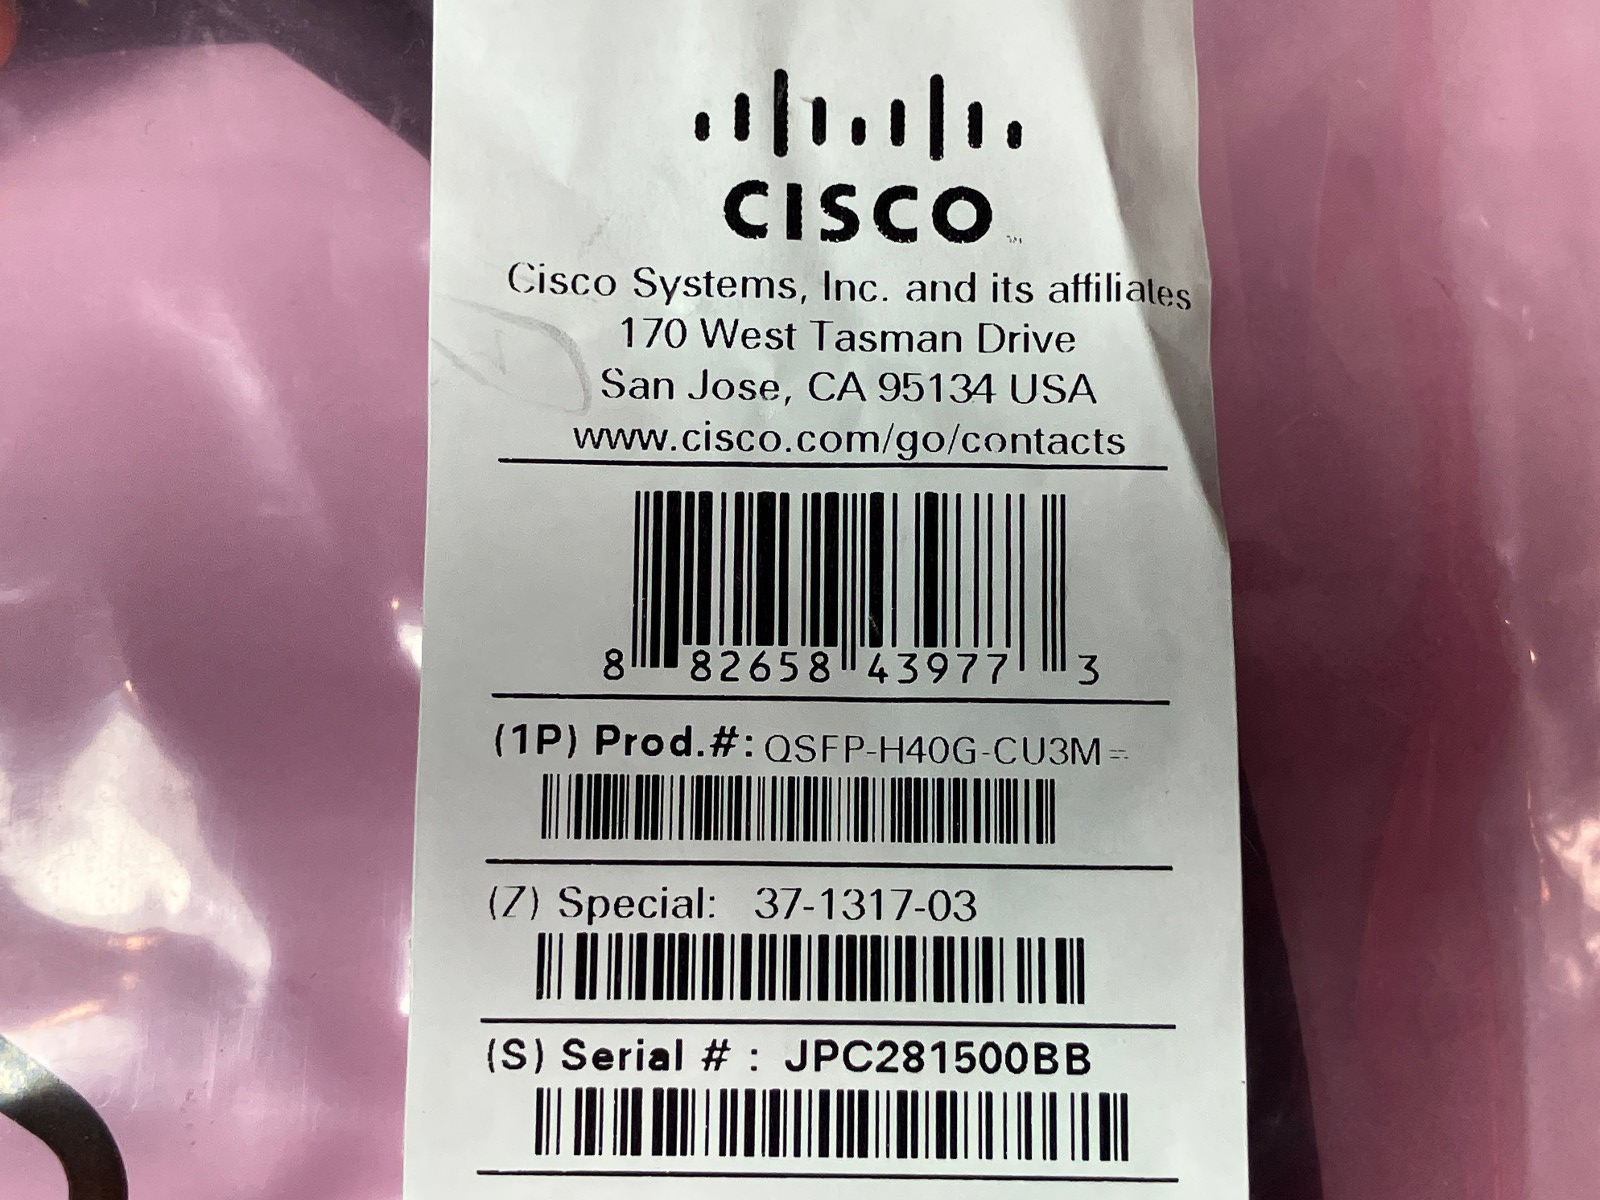 CISCO
Cisco Systems, Inc. and its affiliates
170 West Tasman Drive
San Jose, CA 95134 USA
www.cisco.com/go/contacts
8 82658 43977 3
(1P) Prod.#: QSFP-H40G-CU3M=
(Z) Special: 37-1317-03
(S) Serial # : JPC281500BB